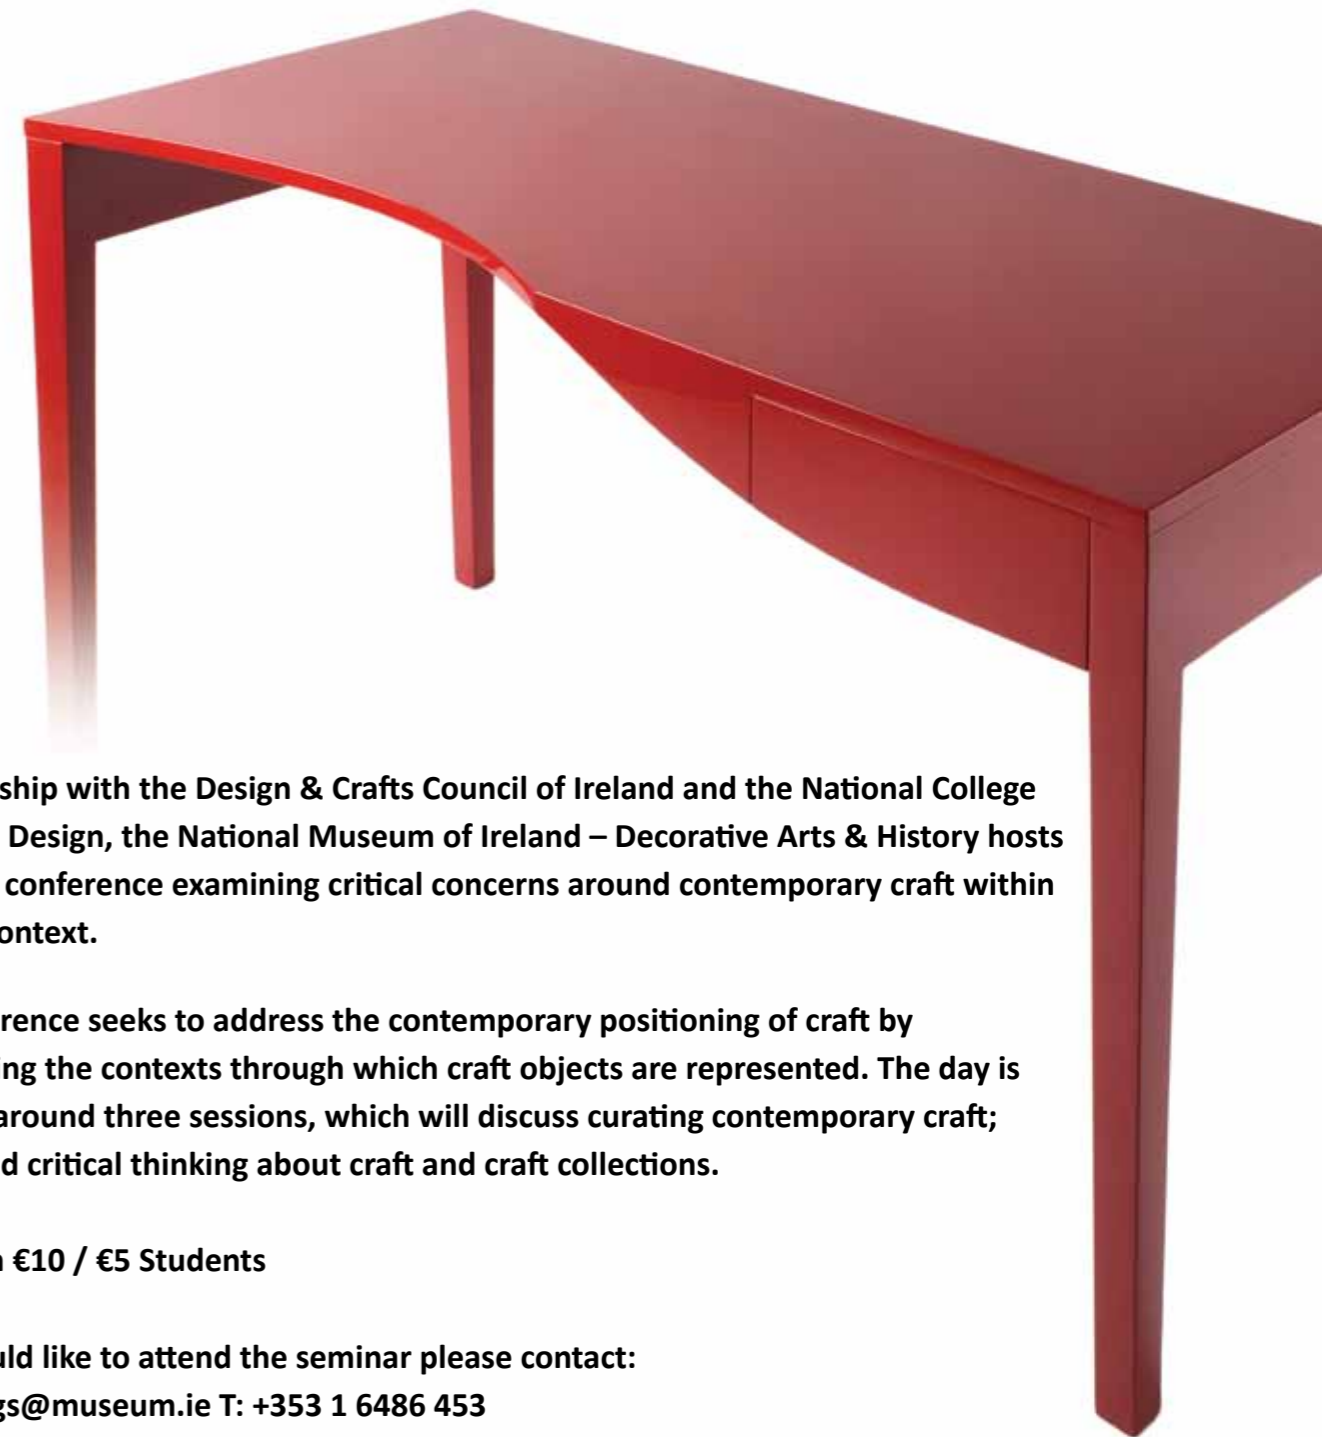 ship with the Design & Crafts Council of Ireland and the National College
Design, the National Museum of Ireland – Decorative Arts & History hosts
conference examining critical concerns around contemporary craft within
ontext.
rence seeks to address the contemporary positioning of craft by
ing the contexts through which craft objects are represented. The day is
around three sessions, which will discuss curating contemporary craft;
d critical thinking about craft and craft collections.
€10 / €5 Students
uld like to attend the seminar please contact:
gs@museum.ie T: +353 1 6486 453